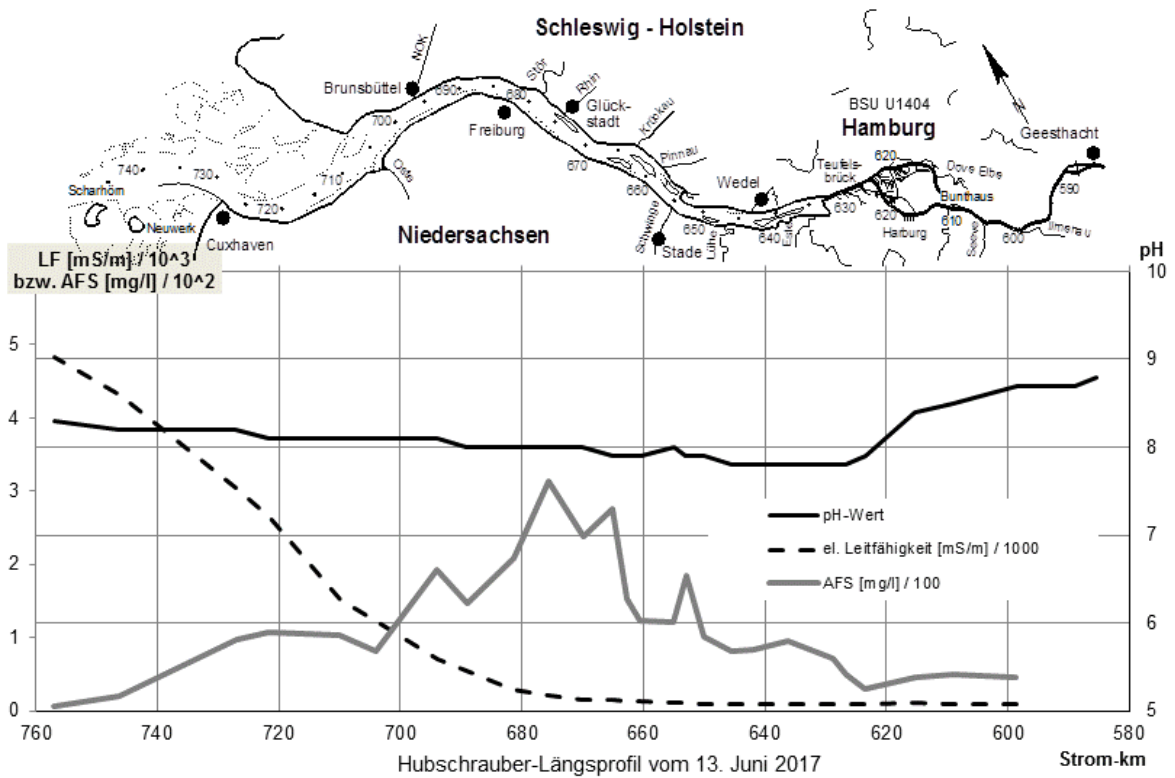 Schleswig - Holstein
NOK
Brunsbüttel
690
700
Stör
680
Rhin
Glück-
stadt
Freiburg
Krückau
BSU U1404
Hamburg
N
Geesthacht
740
730
710
Oste
670
Pinnau
660
Wedel
Teufels-
brück
620
Dove Elbe
590
Scharhörn
720
Neuwerk
Cuxhaven
Niedersachsen
Schwinge
Stade
650
Lühe
640
630
620
Harburg
Bunthaus
610
600
Ilmenau
LF [mS/m] / 10^3
bzw. AFS [mg/l] / 10^2
pH
10
5
9
4
8
3
7
2
6
1
5
0
pH-Wert
el. Leitfähigkeit [mS/m] / 1000
AFS [mg/l] / 100
760
740
720
700
680
660
640
620
600
580
Hubschrauber-Längsprofil vom 13. Juni 2017
Strom-km